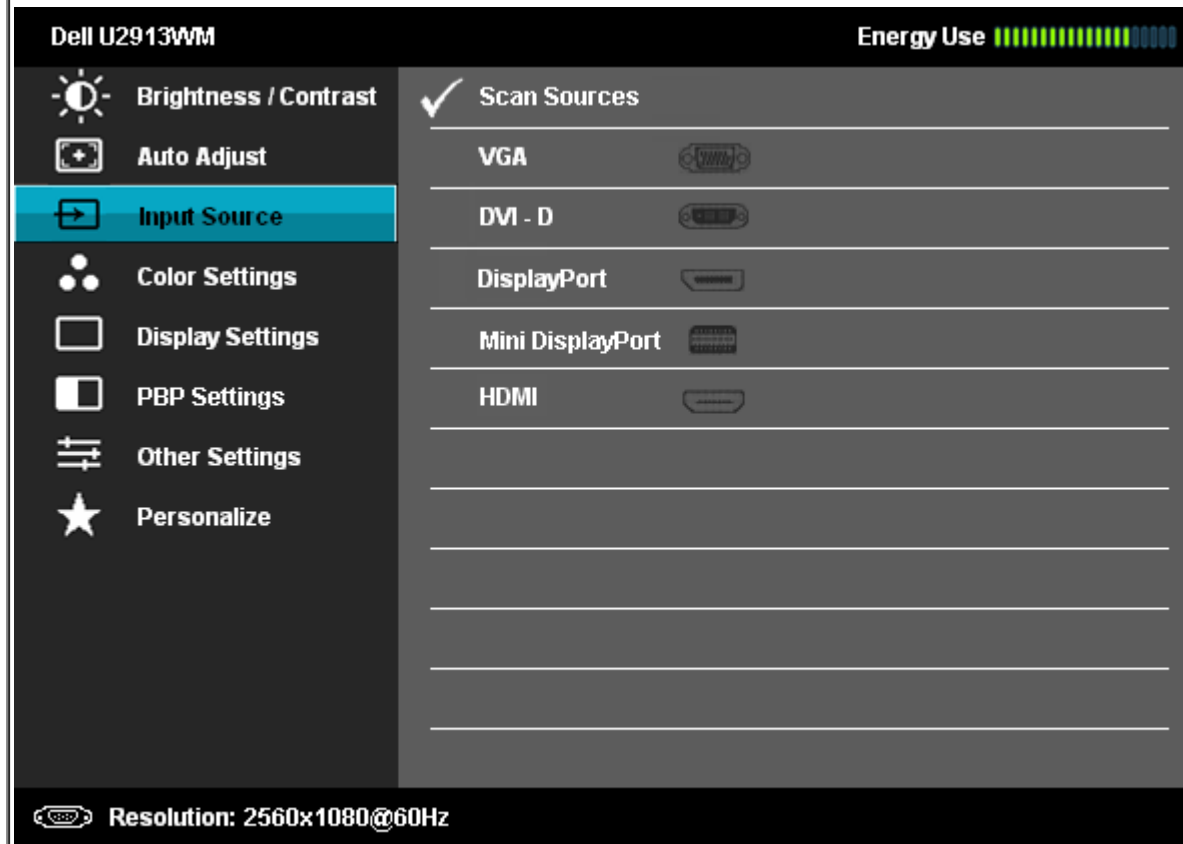 Dell U2913WM
Energy Use
Brightness / Contrast
Auto Adjust
Input Source
Color Settings
Display Settings
PBP Settings
Other Settings
Personalize
Scan Sources
VGA
DVI - D
DisplayPort
Mini DisplayPort
HDMI
Resolution: 2560x1080@60Hz